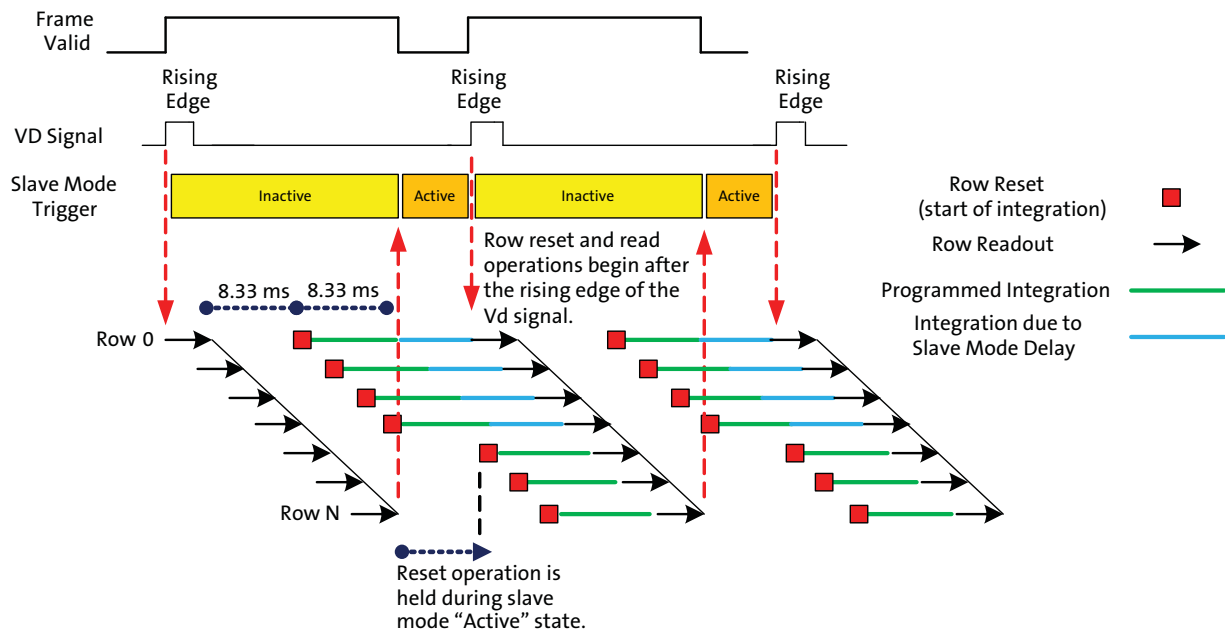 Frame
Valid
Rising
Edge
Rising
Edge
Rising
Edge
VD Signal
Slave Mode
Trigger
Inactive
Active
Inactive
Active
Row Reset
(start of integration)
Row Readout
Programmed Integration
Integration due to
Slave Mode Delay
Row reset and read
operations begin after
the rising edge of the
Vd signal.
8.33 ms
8.33 ms
Row 0
Row N
Reset operation is
held during slave
mode “Active” state.